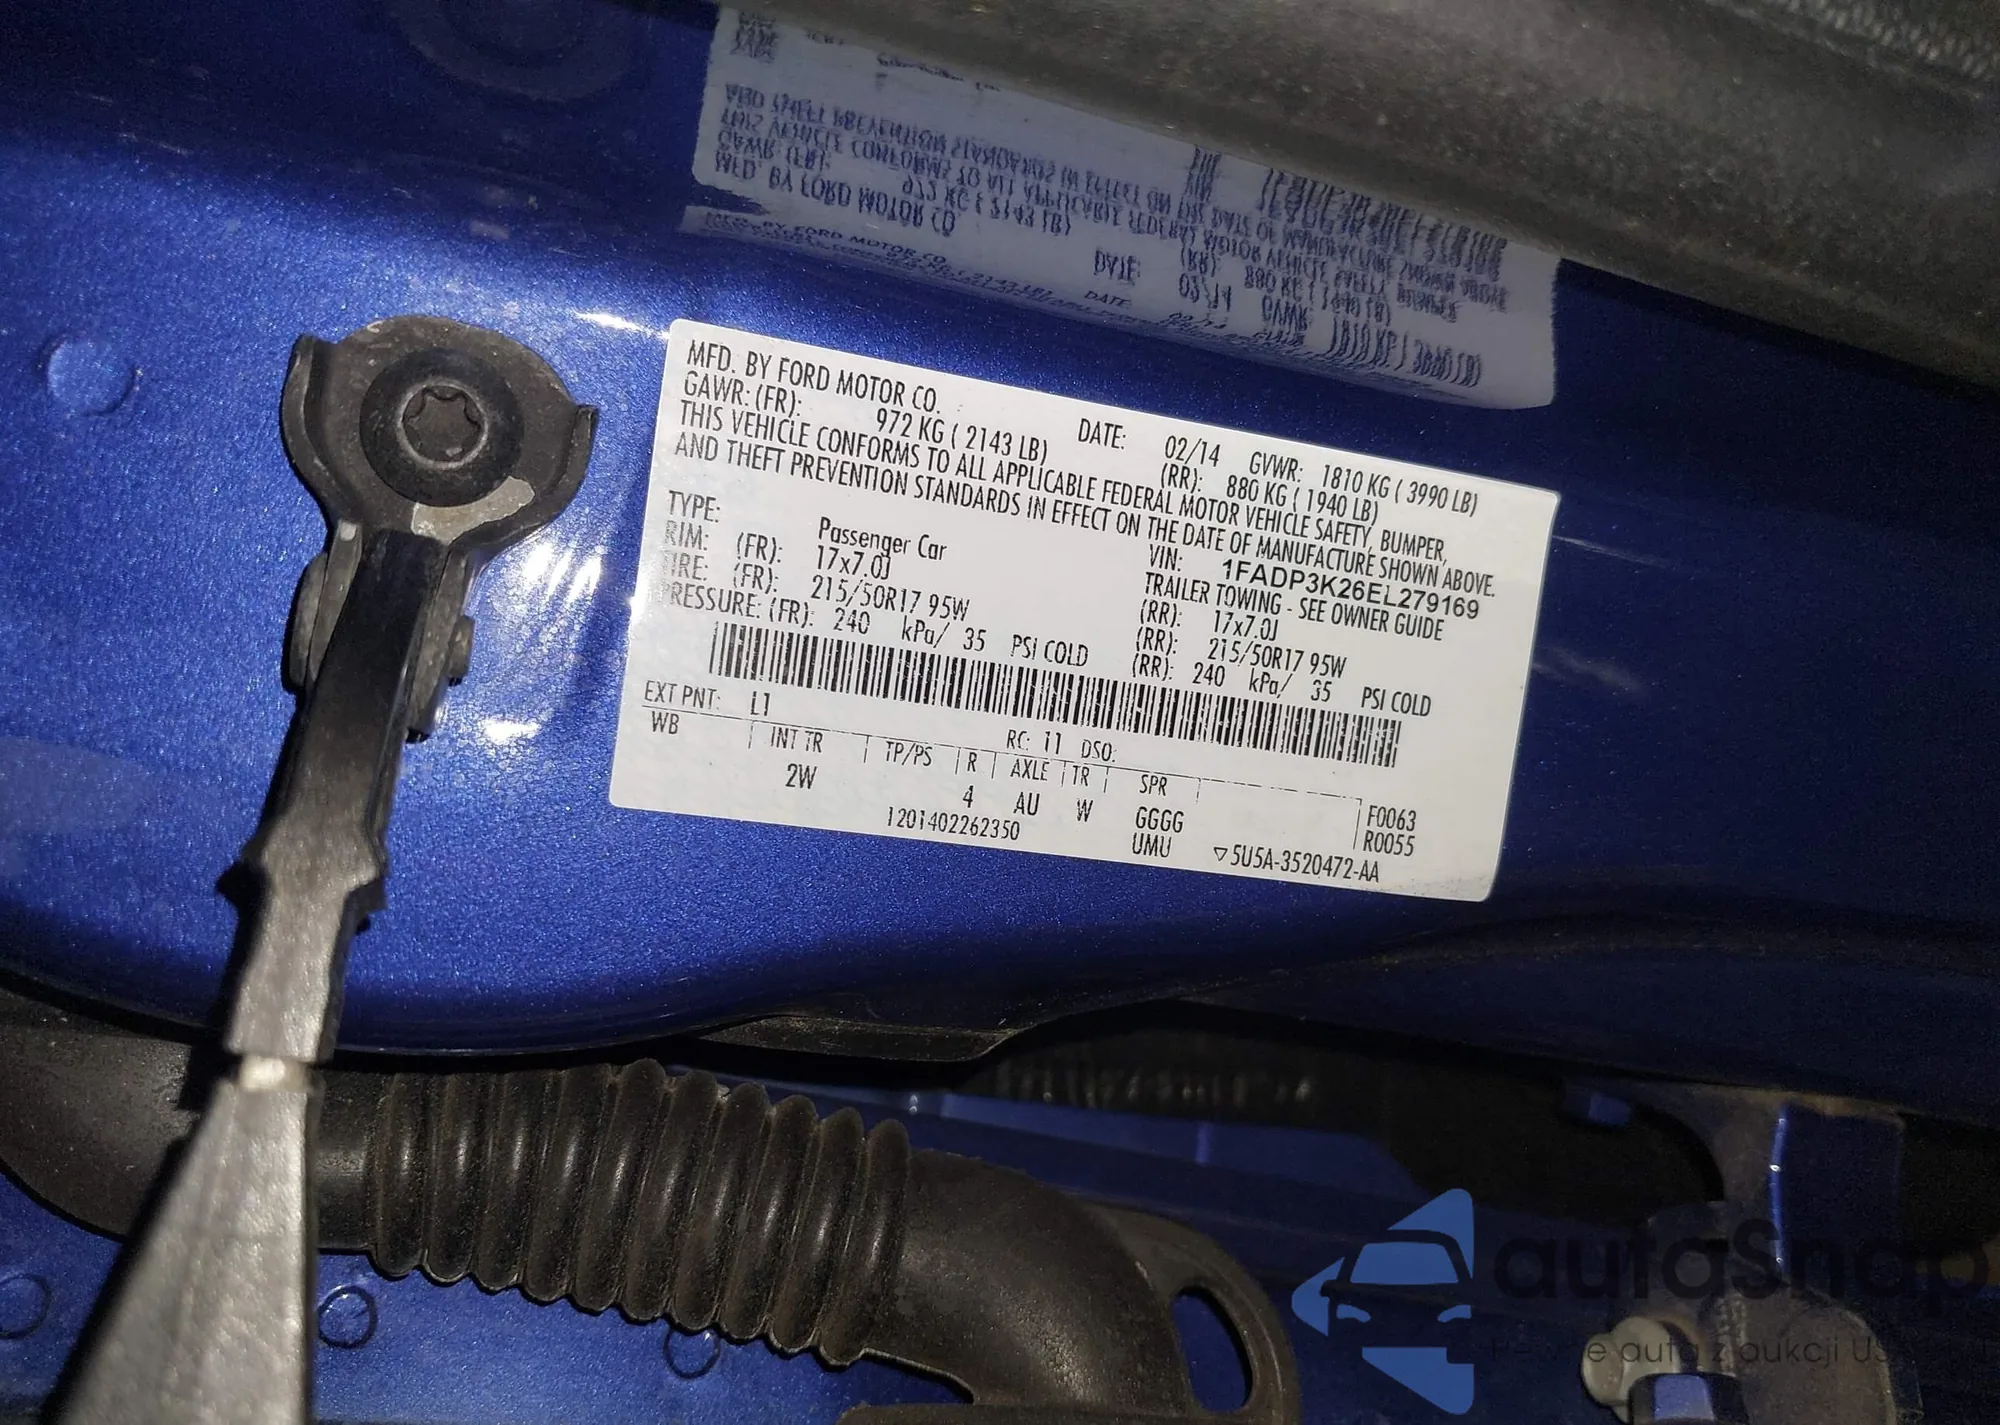 MFD. BY FORD MOTOR CO.
DATE: 02/14 GVWR: 1810 KG ( 3990 LB)
GAWR: (FR): 972 KG ( 2143 LB) (RR): 880 KG ( 1940 LB)
THIS VEHICLE CONFORMS TO ALL APPLICABLE FEDERAL MOTOR VEHICLE SAFETY, BUMPER,
AND THEFT PREVENTION STANDARDS IN EFFECT ON THE DATE OF MANUFACTURE SHOWN ABOVE.
VIN: 1FADP3K26EL279169
TYPE: Passenger Car TRAILER TOWING - SEE OWNER GUIDE
RIM: (FR): 17x7.0J (RR): 17x7.0J
TIRE: (FR): 215/50R17 95W (RR): 215/50R17 95W
PRESSURE: (FR): 240 kPa/ 35 PSI COLD (RR): 240 kPa/ 35 PSI COLD
EXT PNT: L1 RC: 11 DSO:
WB INT TR TP/PS R AXLE TR SPR
2W 4 AU W GGGG F0063
UMU R0055
1201402262350 ▽5U5A-3520472-AA
autaSnap